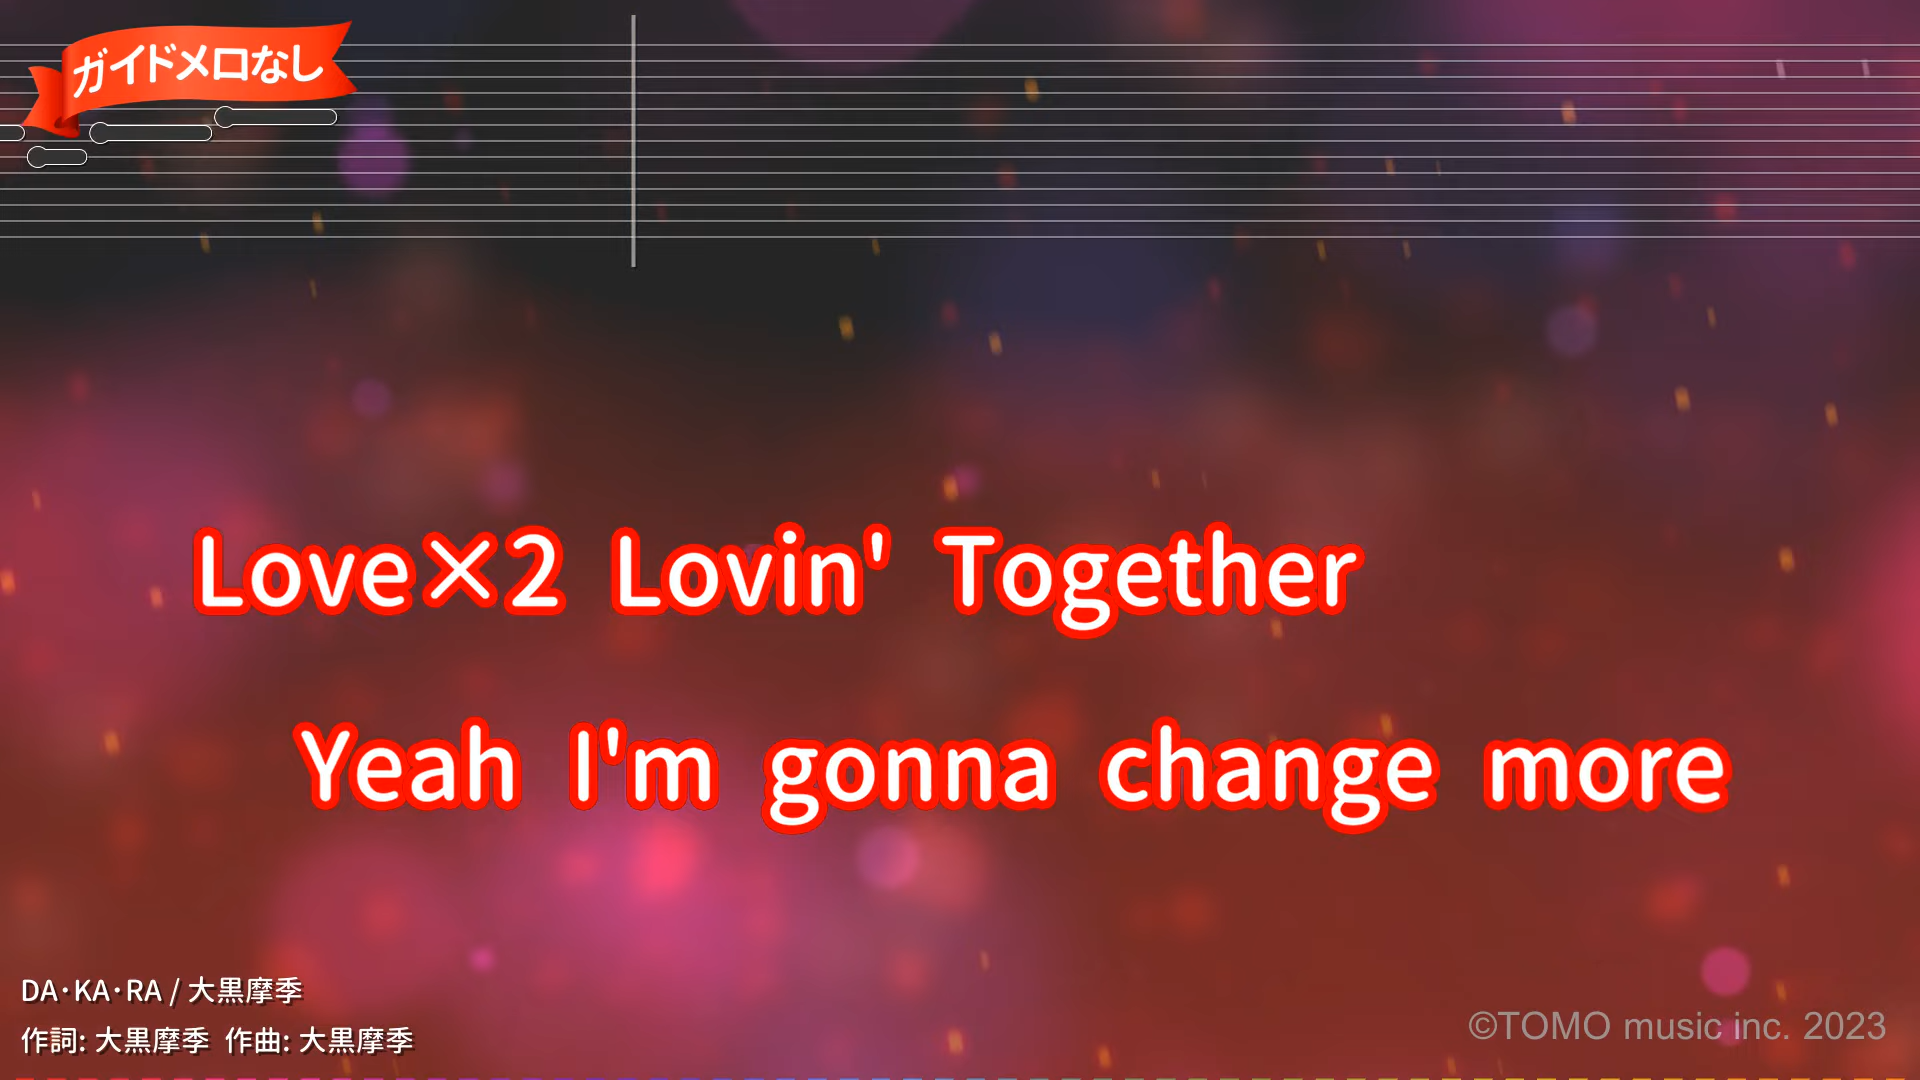 ガイドメロなし
Love×2 Lovin' Together
Yeah I'm gonna change more
DA･KA･RA / 大黒摩季
作詞: 大黒摩季 作曲: 大黒摩季
©TOMO music inc. 2023